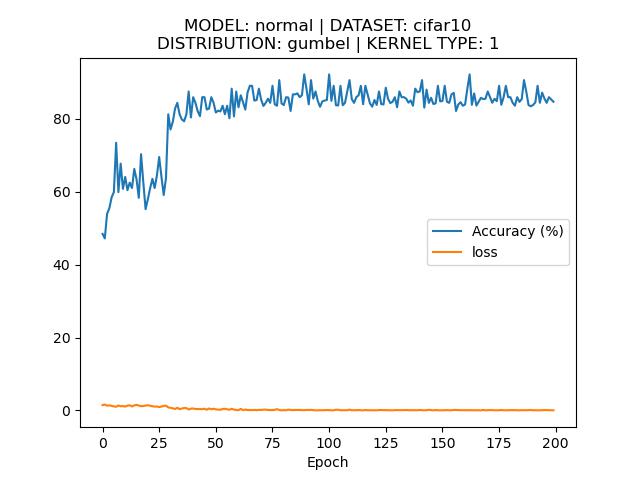 MODEL: normal | DATASET: cifar10
DISTRIBUTION: gumbel | KERNEL TYPE: 1
80
60
40
20
0
Accuracy (%)
loss
0 25 50 75 100 125 150 175 200
Epoch